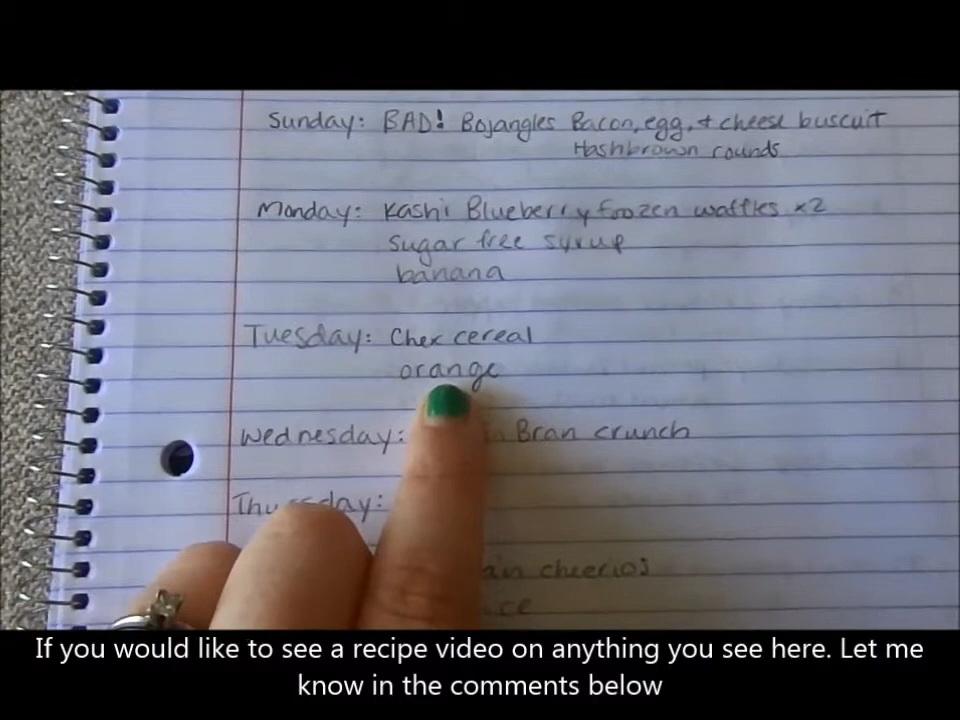 Sunday: BAD! Bojangles Bacon, egg, + cheese buscuit
Hashbrown rounds
Monday: Kashi Blueberry froozen waffles x2
sugar free syrup
banana
Tuesday: Chex cereal
orange
Wednesday: Bran crunch
Thursday:
cheerios
If you would like to see a recipe video on anything you see here. Let me
know in the comments below